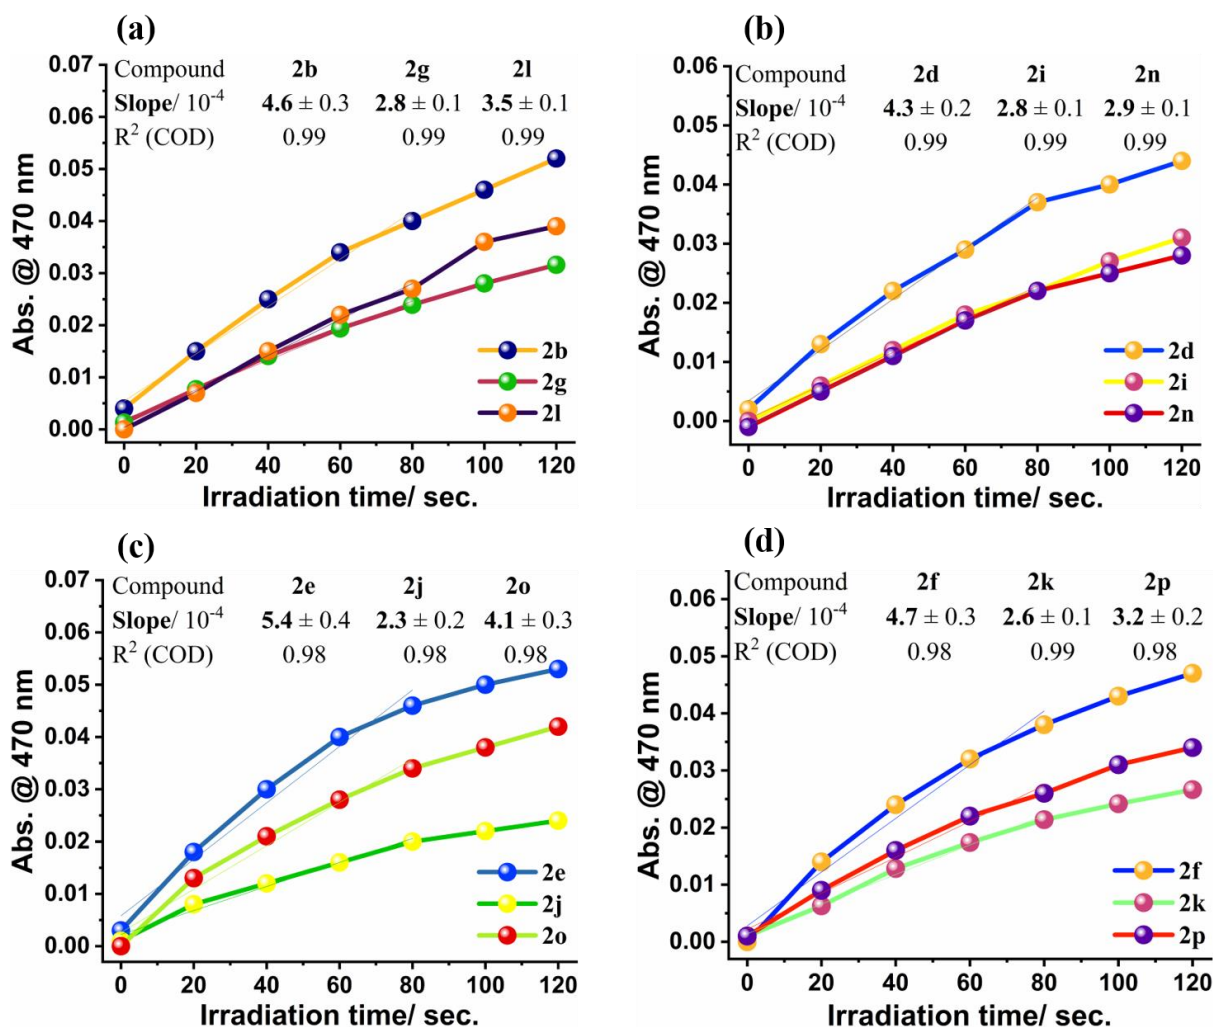 (a)
Compound 2b 2g 2l
Slope/ 10⁻⁴ 4.6 ± 0.3 2.8 ± 0.1 3.5 ± 0.1
R² (COD) 0.99 0.99 0.99
0.07
0.06
0.05
0.04
0.03
0.02
0.01
0.00
Abs. @ 470 nm
2b
2g
2l
0 20 40 60 80 100 120
Irradiation time/ sec.
(b)
Compound 2d 2i 2n
Slope/ 10⁻⁴ 4.3 ± 0.2 2.8 ± 0.1 2.9 ± 0.1
R² (COD) 0.99 0.99 0.99
0.06
0.05
0.04
0.03
0.02
0.01
0.00
Abs. @ 470 nm
2d
2i
2n
0 20 40 60 80 100 120
Irradiation time/ sec.
(c)
Compound 2e 2j 2o
Slope/ 10⁻⁴ 5.4 ± 0.4 2.3 ± 0.2 4.1 ± 0.3
R² (COD) 0.98 0.98 0.98
0.07
0.06
0.05
0.04
0.03
0.02
0.01
0.00
Abs. @ 470 nm
2e
2j
2o
0 20 40 60 80 100 120
Irradiation time/ sec.
(d)
Compound 2f 2k 2p
Slope/ 10⁻⁴ 4.7 ± 0.3 2.6 ± 0.1 3.2 ± 0.2
R² (COD) 0.98 0.99 0.98
0.06
0.05
0.04
0.03
0.02
0.01
0.00
Abs. @ 470 nm
2f
2k
2p
0 20 40 60 80 100 120
Irradiation time/ sec.